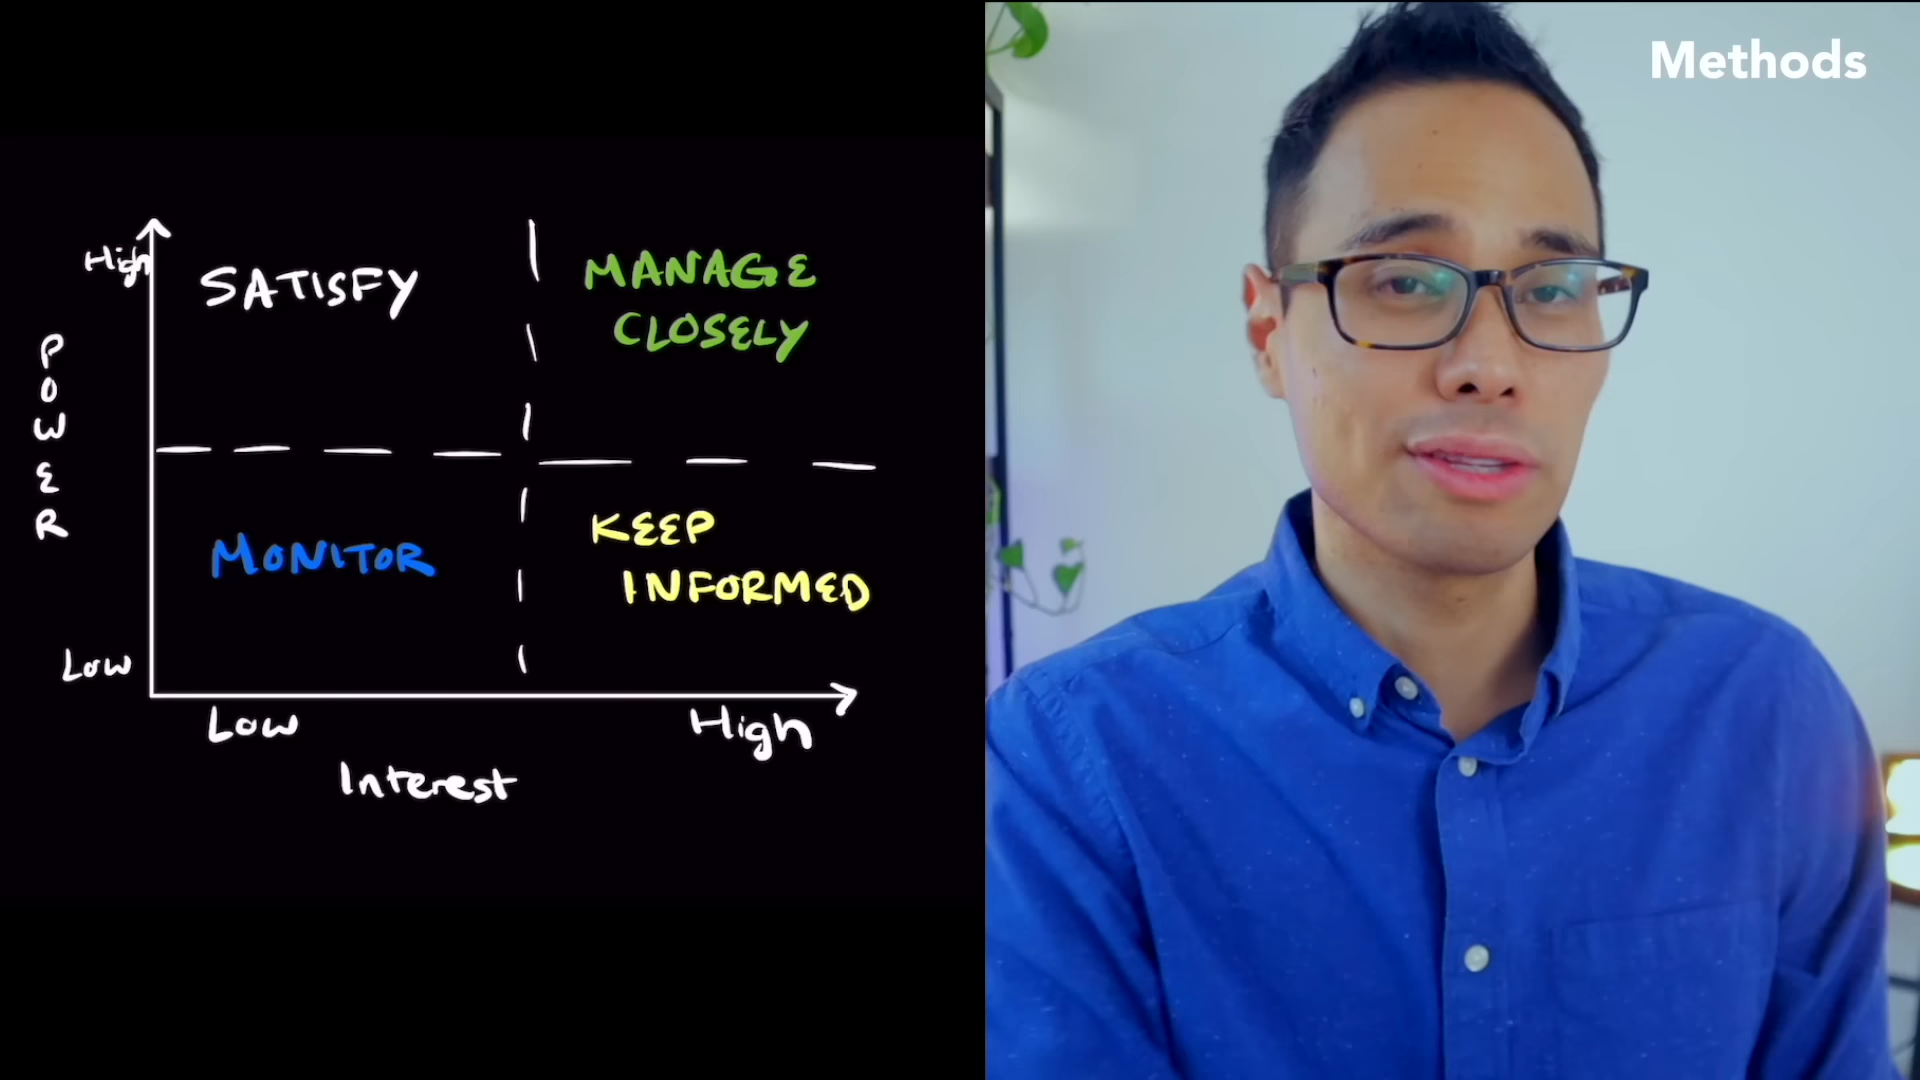 Methods
High
SATISFY
MANAGE
CLOSELY
POWER
MONITOR
KEEP
INFORMED
Low
Low
High
Interest